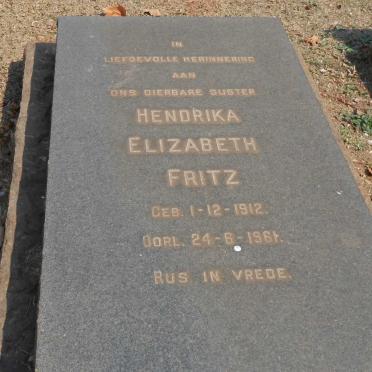 IN
LIEFDEVOLLE HERINNERING
AAN
ONS DIERBARE SUSTER
HENDRIKA
ELIZABETH
FRITZ
GEB. 1-12-1912.
OORL. 24-6-1961.
RUS IN VREDE.